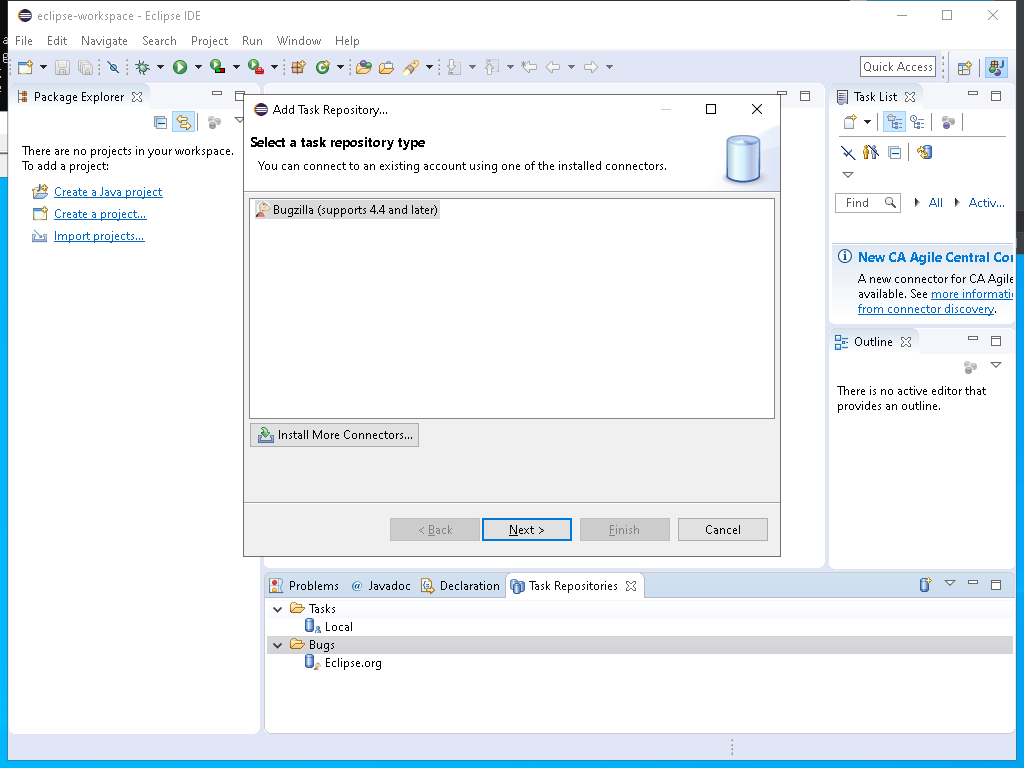 eclipse-workspace - Eclipse IDE
File Edit Navigate Search Project Run Window Help
Quick Access
Package Explorer
There are no projects in your workspace.
To add a project:
Create a Java project
Create a project...
Import projects...
Add Task Repository...
Select a task repository type
You can connect to an existing account using one of the installed connectors.
Bugzilla (supports 4.4 and later)
Install More Connectors...
< Back Next > Finish Cancel
Task List
Find All Activ...
New CA Agile Central Co
A new connector for CA Agile
available. See more informati
from connector discovery.
Outline
There is no active editor that
provides an outline.
Problems @ Javadoc Declaration Task Repositories
Tasks
Local
Bugs
Eclipse.org